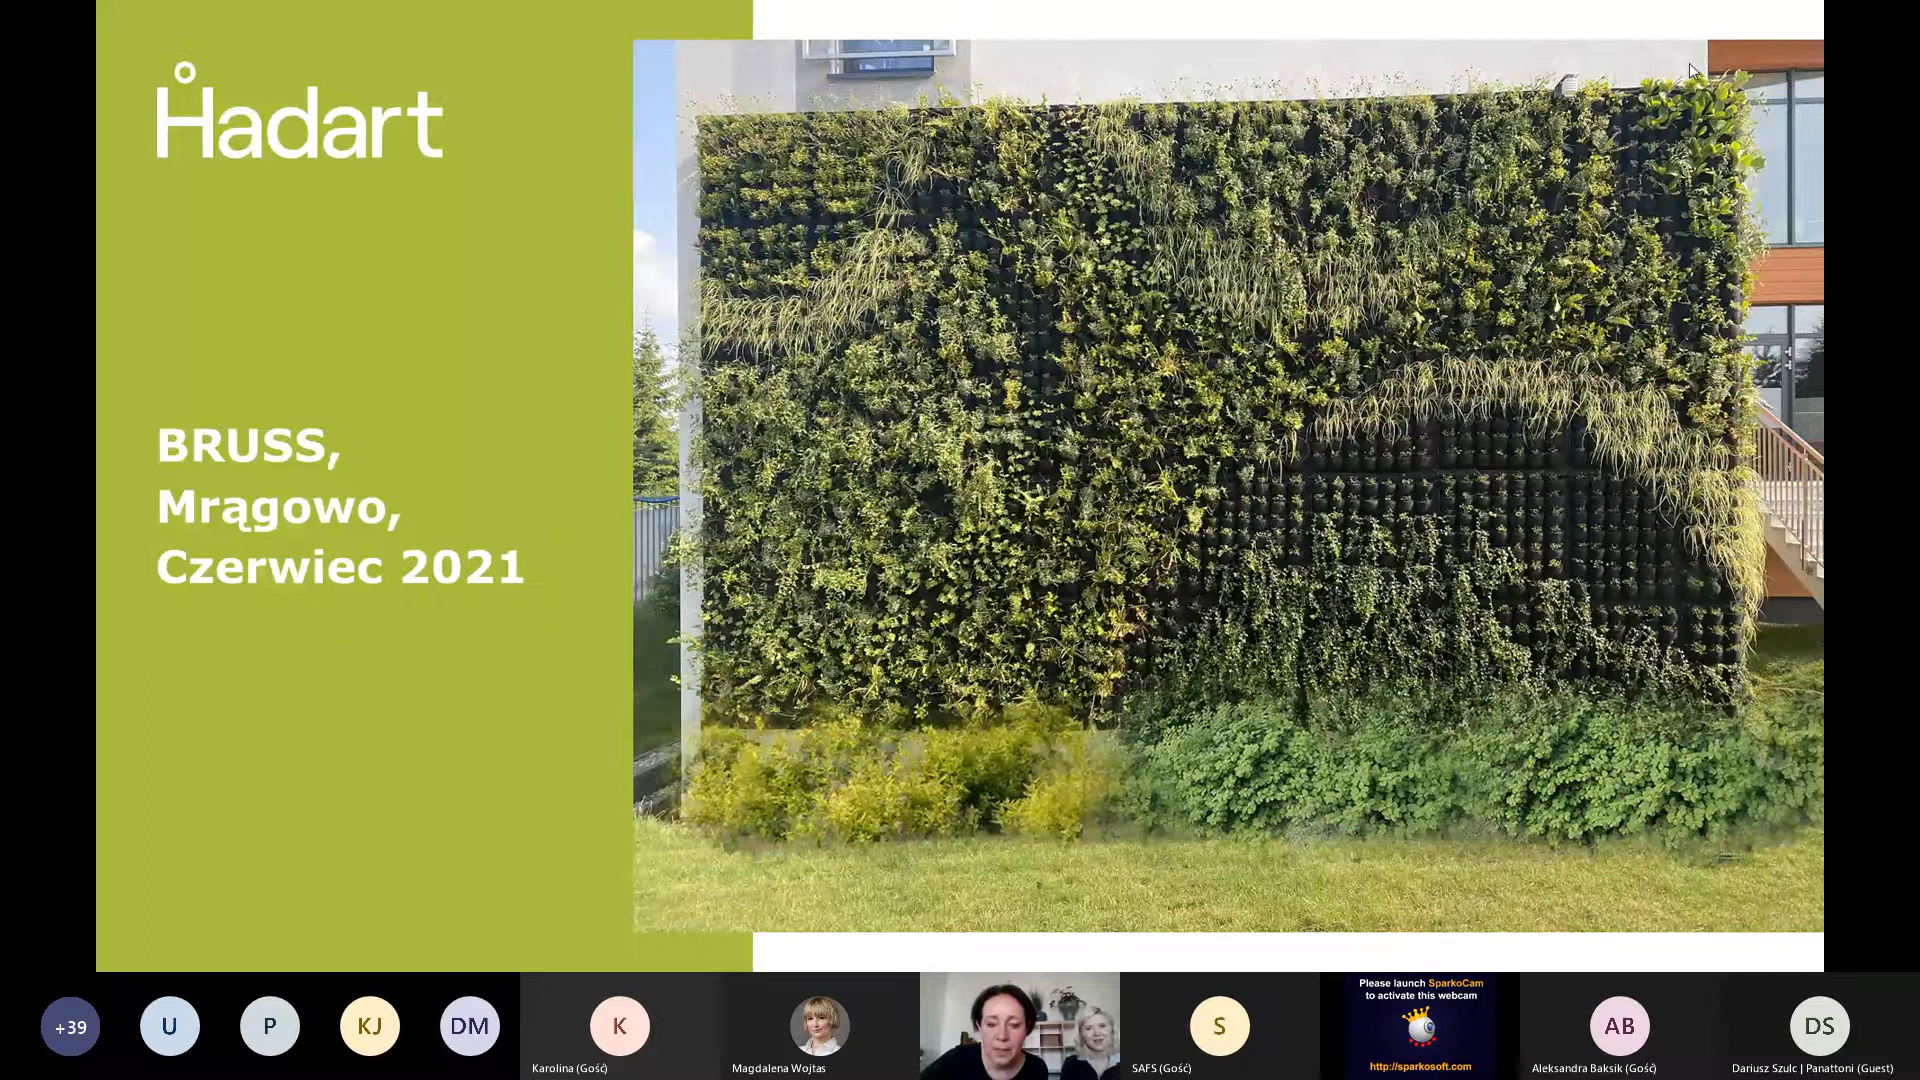 Hadart
BRUSS,
Mrągowo,
Czerwiec 2021
+39
U
P
KJ
DM
K
Karolina (Gość)
Magdalena Wojtas
S
SAFS (Gość)
Please launch SparkoCam
to activate this webcam
http://sparkosoft.com
AB
Aleksandra Baksik (Gość)
DS
Dariusz Szulc | Panattoni (Guest)